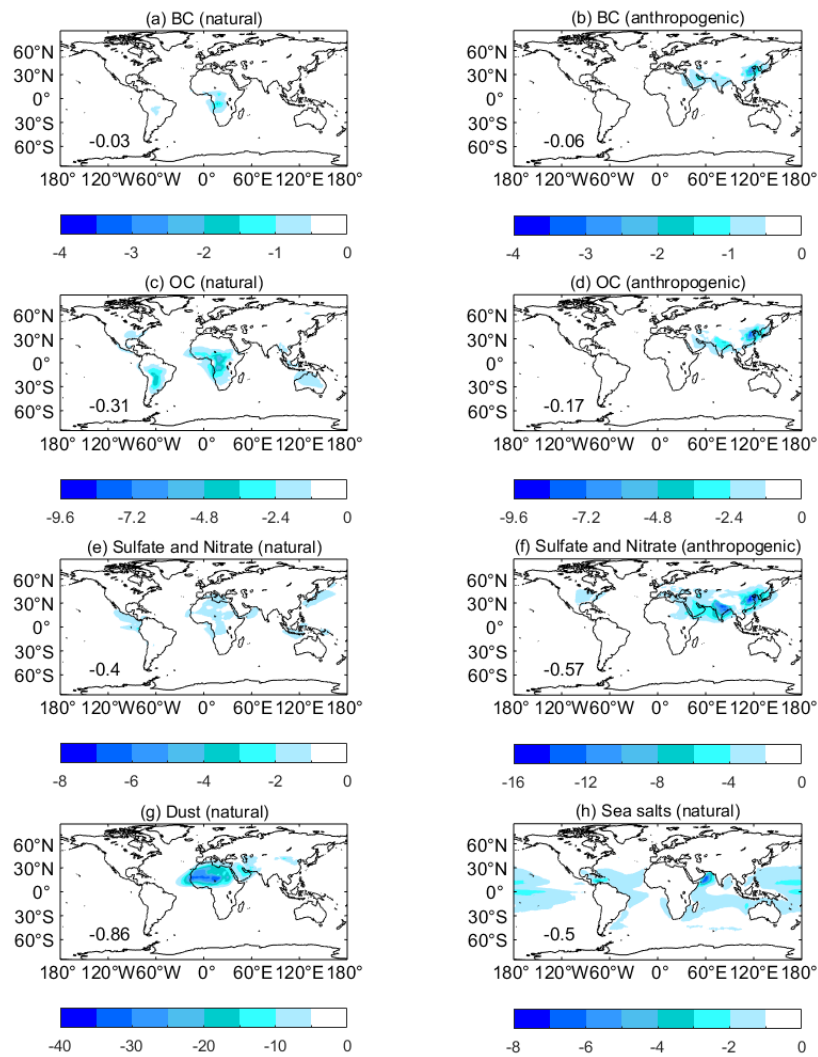 (a) BC (natural)
60°N
30°N
0°
30°S
60°S
-0.03
180° 120°W 60°W 0° 60°E 120°E 180°
-4 -3 -2 -1 0
(b) BC (anthropogenic)
60°N
30°N
0°
30°S
60°S
-0.06
180° 120°W 60°W 0° 60°E 120°E 180°
-4 -3 -2 -1 0
(c) OC (natural)
60°N
30°N
0°
30°S
60°S
-0.31
180° 120°W 60°W 0° 60°E 120°E 180°
-9.6 -7.2 -4.8 -2.4 0
(d) OC (anthropogenic)
60°N
30°N
0°
30°S
60°S
-0.17
180° 120°W 60°W 0° 60°E 120°E 180°
-9.6 -7.2 -4.8 -2.4 0
(e) Sulfate and Nitrate (natural)
60°N
30°N
0°
30°S
60°S
-0.4
180° 120°W 60°W 0° 60°E 120°E 180°
-8 -6 -4 -2 0
(f) Sulfate and Nitrate (anthropogenic)
60°N
30°N
0°
30°S
60°S
-0.57
180° 120°W 60°W 0° 60°E 120°E 180°
-16 -12 -8 -4 0
(g) Dust (natural)
60°N
30°N
0°
30°S
60°S
-0.86
180° 120°W 60°W 0° 60°E 120°E 180°
-40 -30 -20 -10 0
(h) Sea salts (natural)
60°N
30°N
0°
30°S
60°S
-0.5
180° 120°W 60°W 0° 60°E 120°E 180°
-8 -6 -4 -2 0